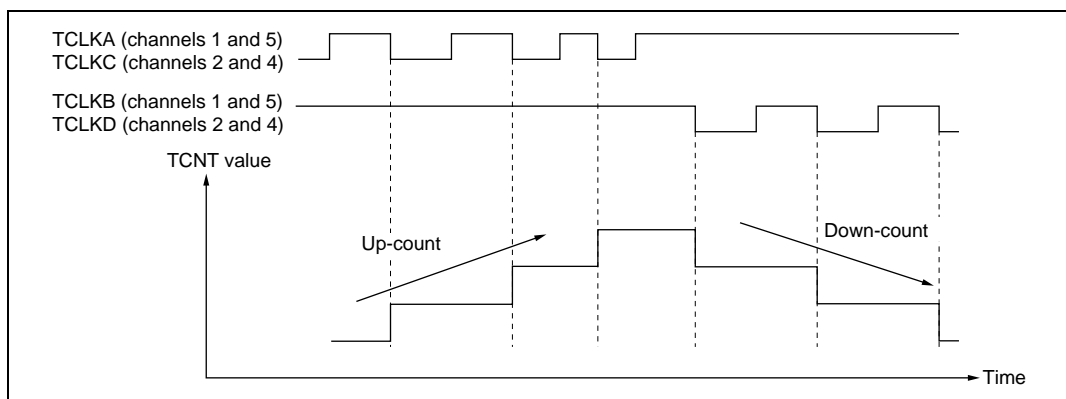 TCLKA (channels 1 and 5)
TCLKC (channels 2 and 4)
TCLKB (channels 1 and 5)
TCLKD (channels 2 and 4)
TCNT value
Up-count
Down-count
Time